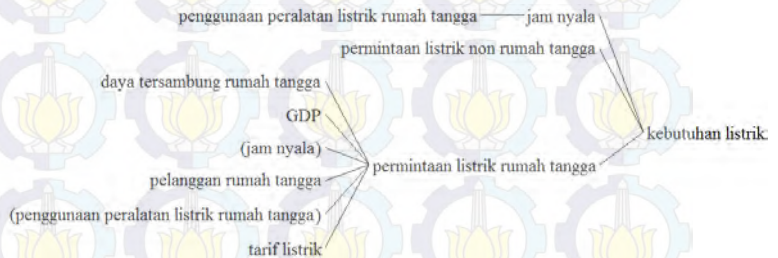 penggunaan peralatan listrik rumah tangga
jam nyala
permintaan listrik non rumah tangga
daya tersambung rumah tangga
GDP
(jam nyala)
pelanggan rumah tangga
(penggunaan peralatan listrik rumah tangga)
tarif listrik
permintaan listrik rumah tangga
kebutuhan listrik